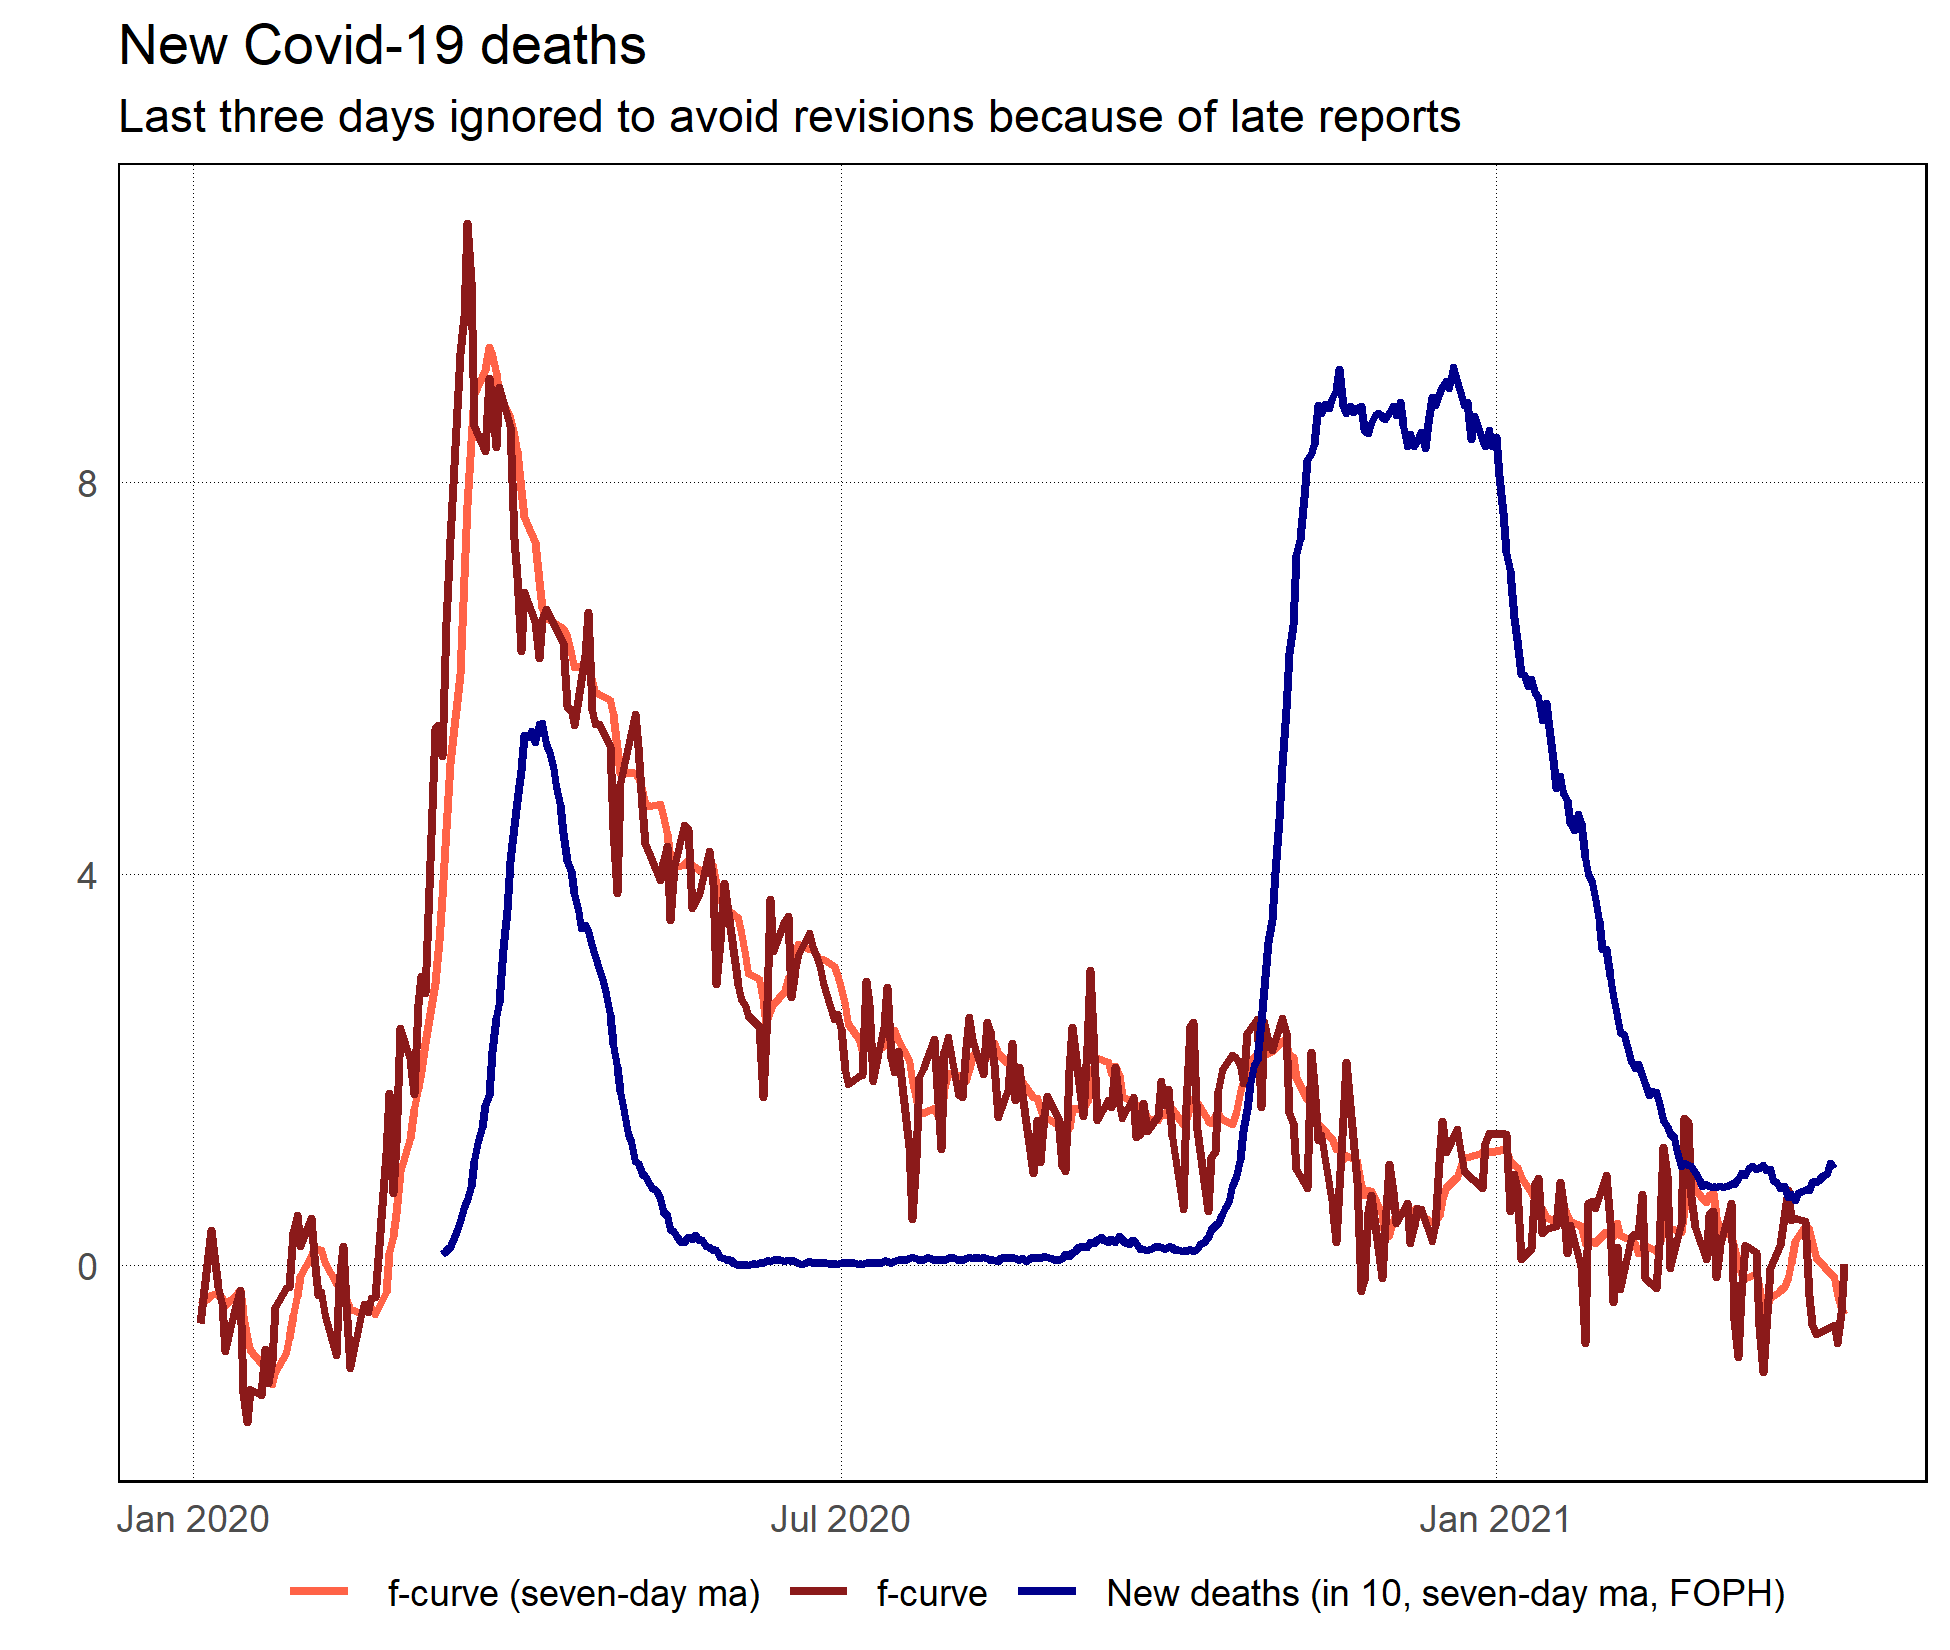 New Covid-19 deaths
Last three days ignored to avoid revisions because of late reports
8
4
0
Jan 2020 Jul 2020 Jan 2021
f-curve (seven-day ma) f-curve New deaths (in 10, seven-day ma, FOPH)